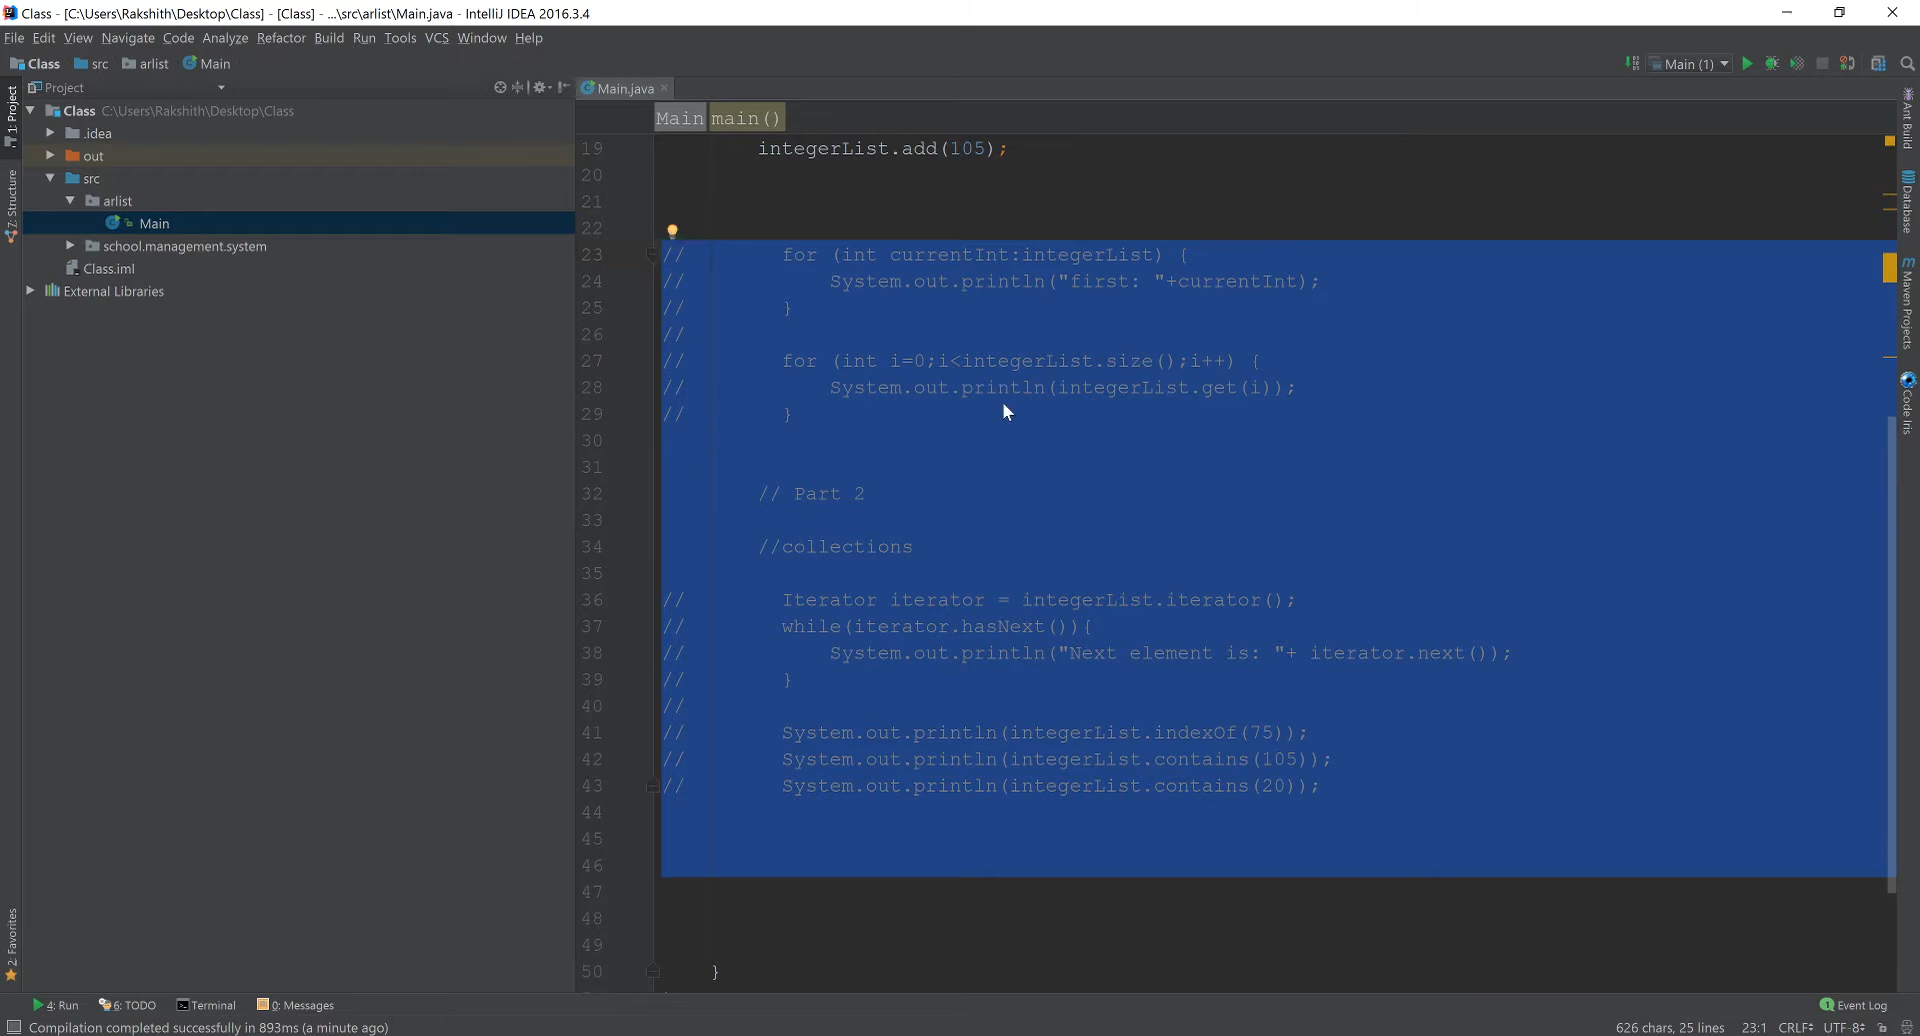 Class - [C:\Users\Rakshith\Desktop\Class] - [Class] - ...\src\arlist\Main.java - IntelliJ IDEA 2016.3.4
File Edit View Navigate Code Analyze Refactor Build Run Tools VCS Window Help
Class src arlist Main
Main (1)
Project
Main.java
Class C:\Users\Rakshith\Desktop\Class
.idea
out
src
arlist
Main
school.management.system
Class.iml
External Libraries
1: Project
Z: Structure
2: Favorites
Main main()
19 integerList.add(105);
20
21
22
23 // for (int currentInt:integerList) {
24 // System.out.println("first: "+currentInt);
25 // }
26 //
27 // for (int i=0;i<integerList.size();i++) {
28 // System.out.println(integerList.get(i));
29 // }
30
31
32 // Part 2
33
34 //collections
35
36 // Iterator iterator = integerList.iterator();
37 // while(iterator.hasNext()){
38 // System.out.println("Next element is: "+ iterator.next());
39 // }
40 //
41 // System.out.println(integerList.indexOf(75));
42 // System.out.println(integerList.contains(105));
43 // System.out.println(integerList.contains(20));
44
45
46
47
48
49
50 }
Ant Build
Database
Maven Projects
Code Iris
4: Run 6: TODO Terminal 0: Messages
1 Event Log
Compilation completed successfully in 893ms (a minute ago)
626 chars, 25 lines 23:1 CRLF UTF-8